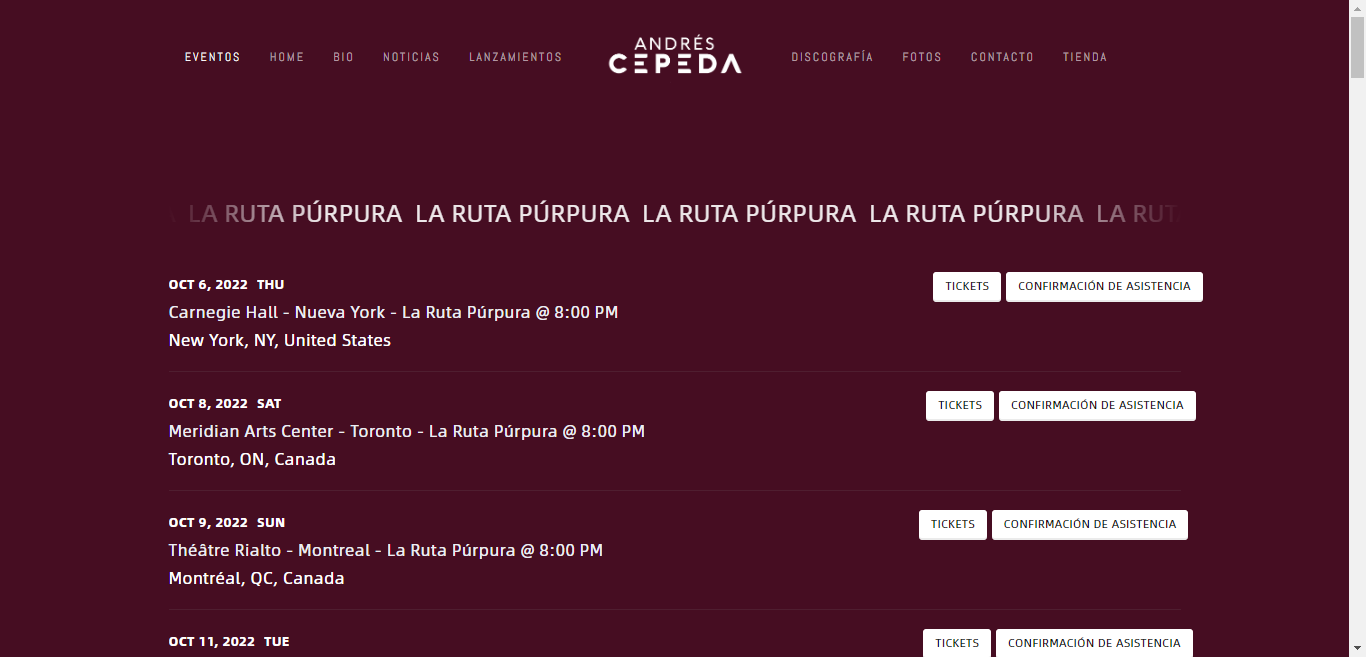 EVENTOS HOME BIO NOTICIAS LANZAMIENTOS
ANDRÉS
CEPEDA
DISCOGRAFÍA FOTOS CONTACTO TIENDA
LA RUTA PÚRPURA LA RUTA PÚRPURA LA RUTA PÚRPURA LA RUTA PÚRPURA LA RUT
OCT 6, 2022 THU
TICKETS CONFIRMACIÓN DE ASISTENCIA
Carnegie Hall - Nueva York - La Ruta Púrpura @ 8:00 PM
New York, NY, United States
OCT 8, 2022 SAT
TICKETS CONFIRMACIÓN DE ASISTENCIA
Meridian Arts Center - Toronto - La Ruta Púrpura @ 8:00 PM
Toronto, ON, Canada
OCT 9, 2022 SUN
TICKETS CONFIRMACIÓN DE ASISTENCIA
Théâtre Rialto - Montreal - La Ruta Púrpura @ 8:00 PM
Montréal, QC, Canada
OCT 11, 2022 TUE
TICKETS CONFIRMACIÓN DE ASISTENCIA